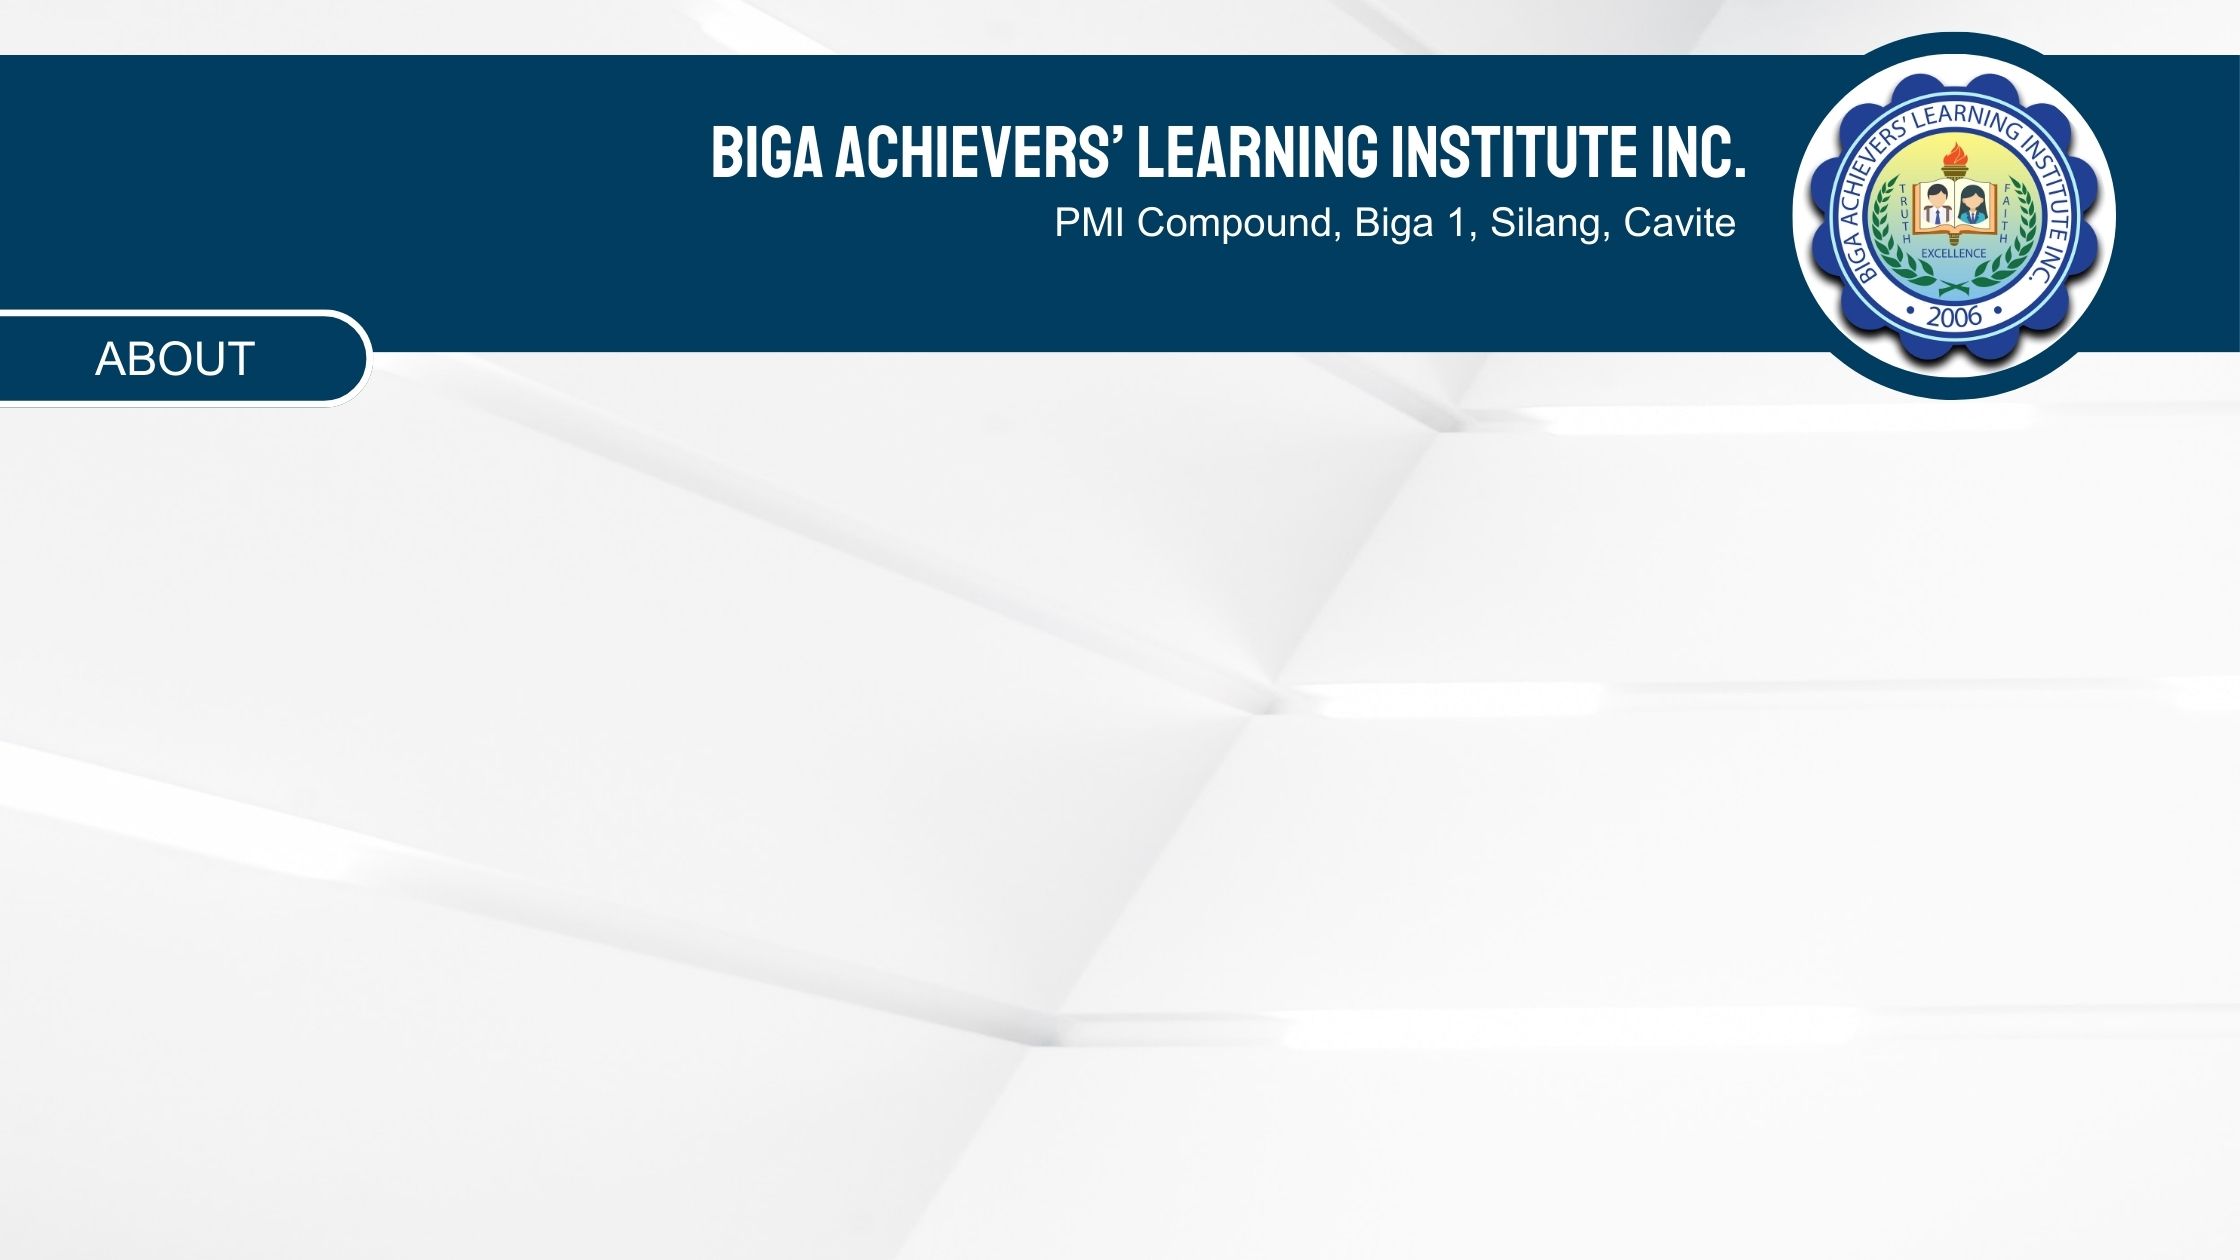 BIGA ACHIEVERS’ LEARNING INSTITUTE INC.
PMI Compound, Biga 1, Silang, Cavite
BIGA ACHIEVERS’ LEARNING INSTITUTE INC.
TRUTH
FAITH
EXCELLENCE
• 2006 •
ABOUT